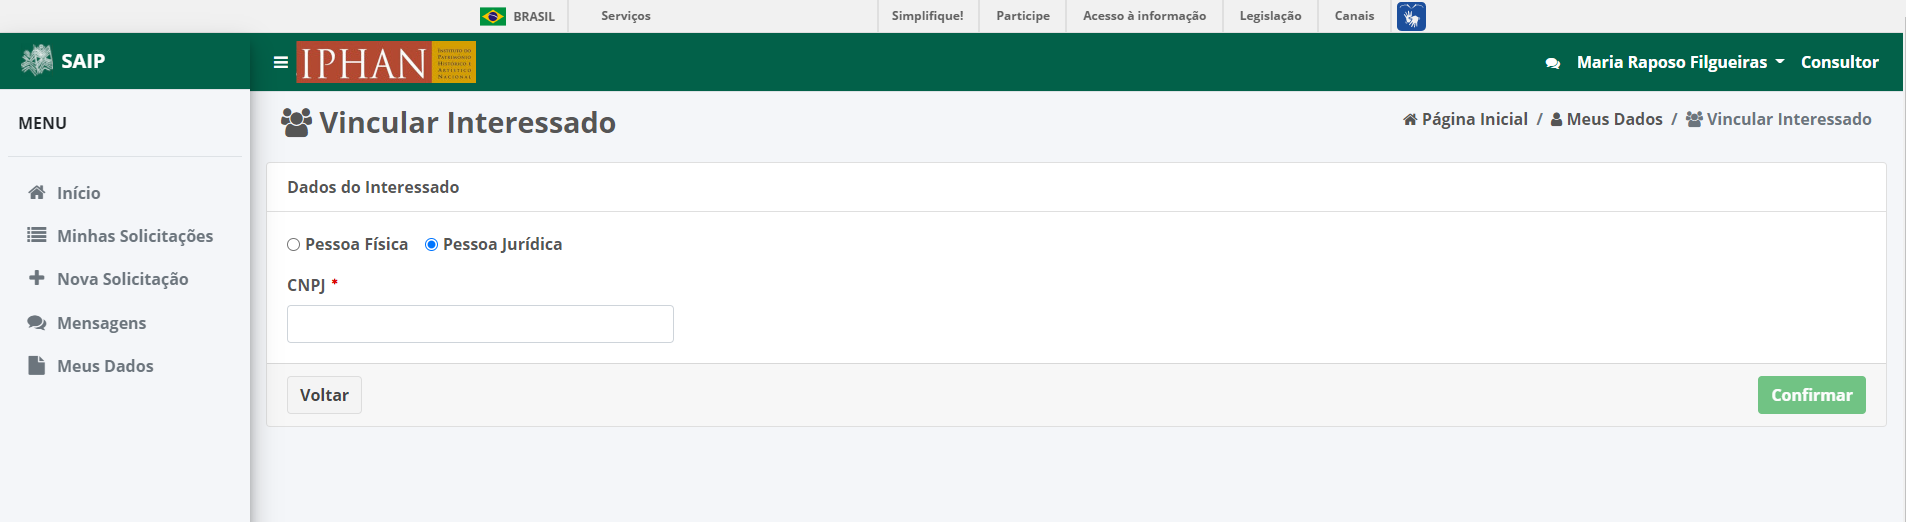 BRASIL
Serviços
Simplifique!
Participe
Acesso à informação
Legislação
Canais
SAIP
IPHAN
INSTITUTO DO
PATRIMÔNIO
HISTÓRICO E
ARTÍSTICO
NACIONAL
Maria Raposo Filgueiras
Consultor
MENU
Início
Minhas Solicitações
Nova Solicitação
Mensagens
Meus Dados
Vincular Interessado
Página Inicial / Meus Dados / Vincular Interessado
Dados do Interessado
Pessoa Física Pessoa Jurídica
CNPJ *
Voltar
Confirmar